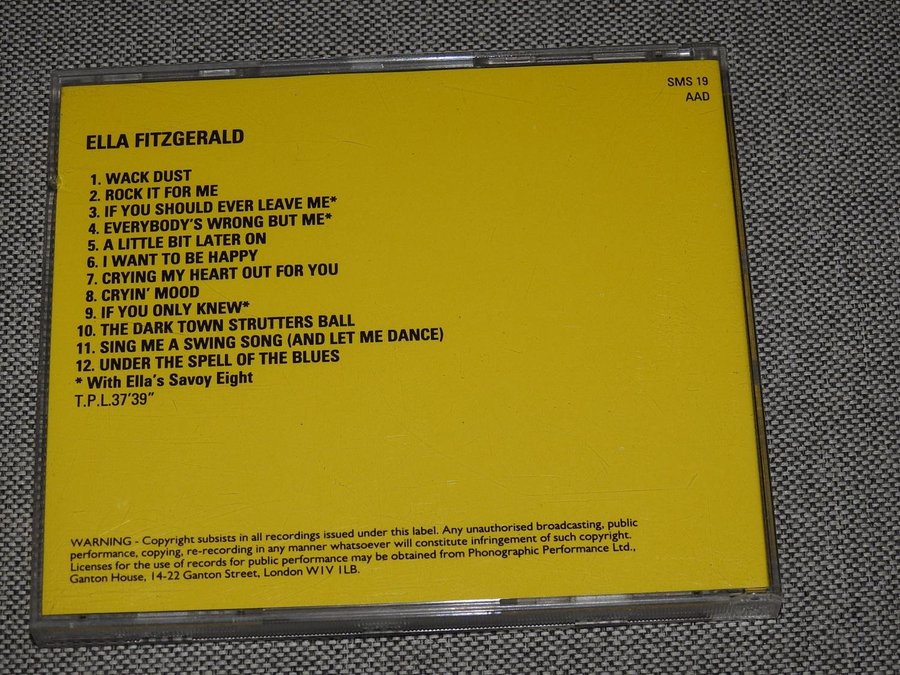 SMS 19
AAD
ELLA FITZGERALD
1. WACK DUST
2. ROCK IT FOR ME
3. IF YOU SHOULD EVER LEAVE ME*
4. EVERYBODY'S WRONG BUT ME*
5. A LITTLE BIT LATER ON
6. I WANT TO BE HAPPY
7. CRYING MY HEART OUT FOR YOU
8. CRYIN' MOOD
9. IF YOU ONLY KNEW*
10. THE DARK TOWN STRUTTERS BALL
11. SING ME A SWING SONG (AND LET ME DANCE)
12. UNDER THE SPELL OF THE BLUES
* With Ella's Savoy Eight
T.P.L.37'39"
WARNING - Copyright subsists in all recordings issued under this label. Any unauthorised broadcasting, public
performance, copying, re-recording in any manner whatsoever will constitute infringement of such copyright.
Licenses for the use of records for public performance may be obtained from Phonographic Performance Ltd.,
Ganton House, 14-22 Ganton Street, London W1V 1LB.